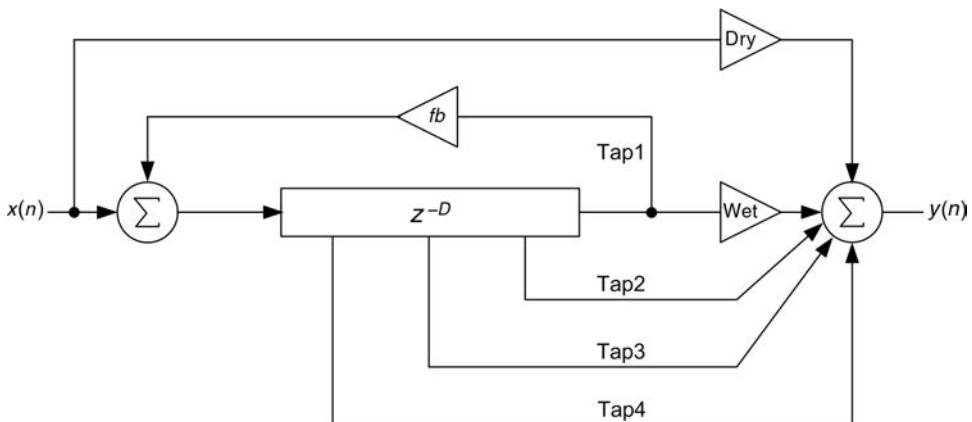 Dry
fb
Tap1
x(n)
Σ
z⁻ᴰ
Wet
Σ
y(n)
Tap2
Tap3
Tap4